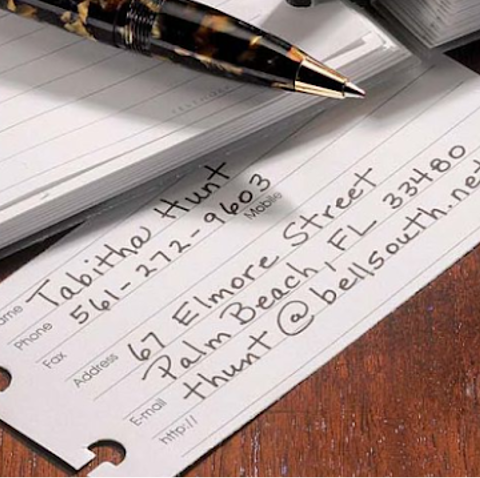 Name Tabitha Hunt
Phone 561-272-9603 Mobile
Fax
Address 67 Elmore Street
Palm Beach, FL 33480
E-mail thunt@bellsouth.net
http://